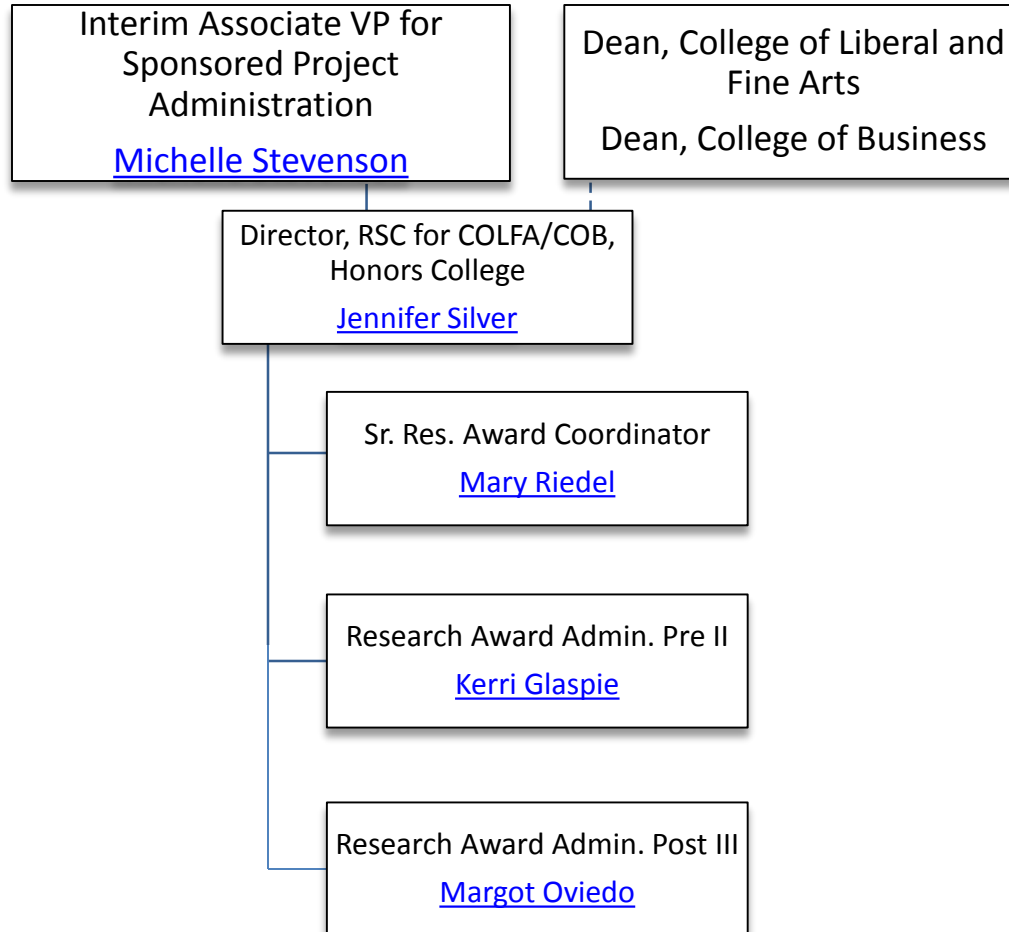 Interim Associate VP for
Sponsored Project
Administration
Michelle Stevenson
Dean, College of Liberal and
Fine Arts
Dean, College of Business
Director, RSC for COLFA/COB,
Honors College
Jennifer Silver
Sr. Res. Award Coordinator
Mary Riedel
Research Award Admin. Pre II
Kerri Glaspie
Research Award Admin. Post III
Margot Oviedo